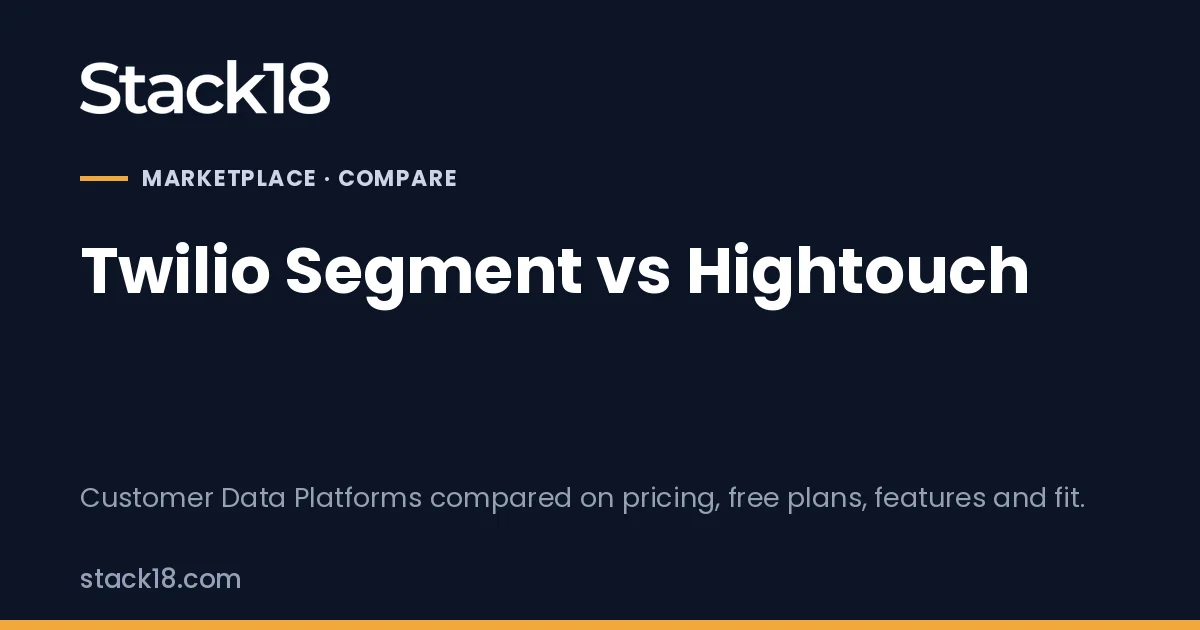 Stack18
MARKETPLACE · COMPARE
Twilio Segment vs Hightouch
Customer Data Platforms compared on pricing, free plans, features and fit.
stack18.com